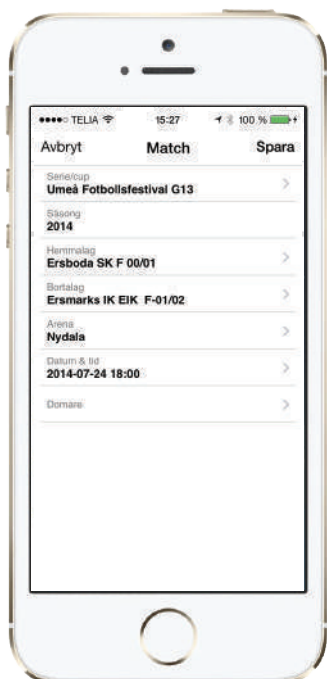 TELIA 15:27 100 %
Avbryt Match Spara
Serie/cup
Umeå Fotbollsfestival G13
Säsong
2014
Hemmalag
Ersboda SK F 00/01
Bortalag
Ersmarks IK EIK F-01/02
Arena
Nydala
Datum & tid
2014-07-24 18:00
Domare